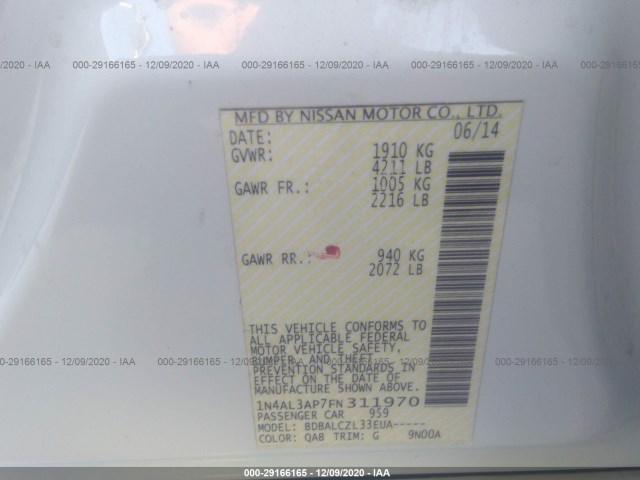 000-29166165 - 12/09/2020 - IAA
MFD BY NISSAN MOTOR CO., LTD.
DATE: 06/14
GVWR: 1910 KG
4211 LB
GAWR FR.: 1005 KG
2216 LB
GAWR RR.: 940 KG
2072 LB
THIS VEHICLE CONFORMS TO
ALL APPLICABLE FEDERAL
MOTOR VEHICLE SAFETY,
BUMPER, AND THEFT
PREVENTION STANDARDS IN
EFFECT ON THE DATE OF
MANUFACTURE SHOWN ABOVE.
1N4AL3AP7FN311970
PASSENGER CAR 959
MODEL: BDBALCZL33EUA-----
COLOR: QAB TRIM: G 9N00A
000-29166165 - 12/09/2020 - IAA